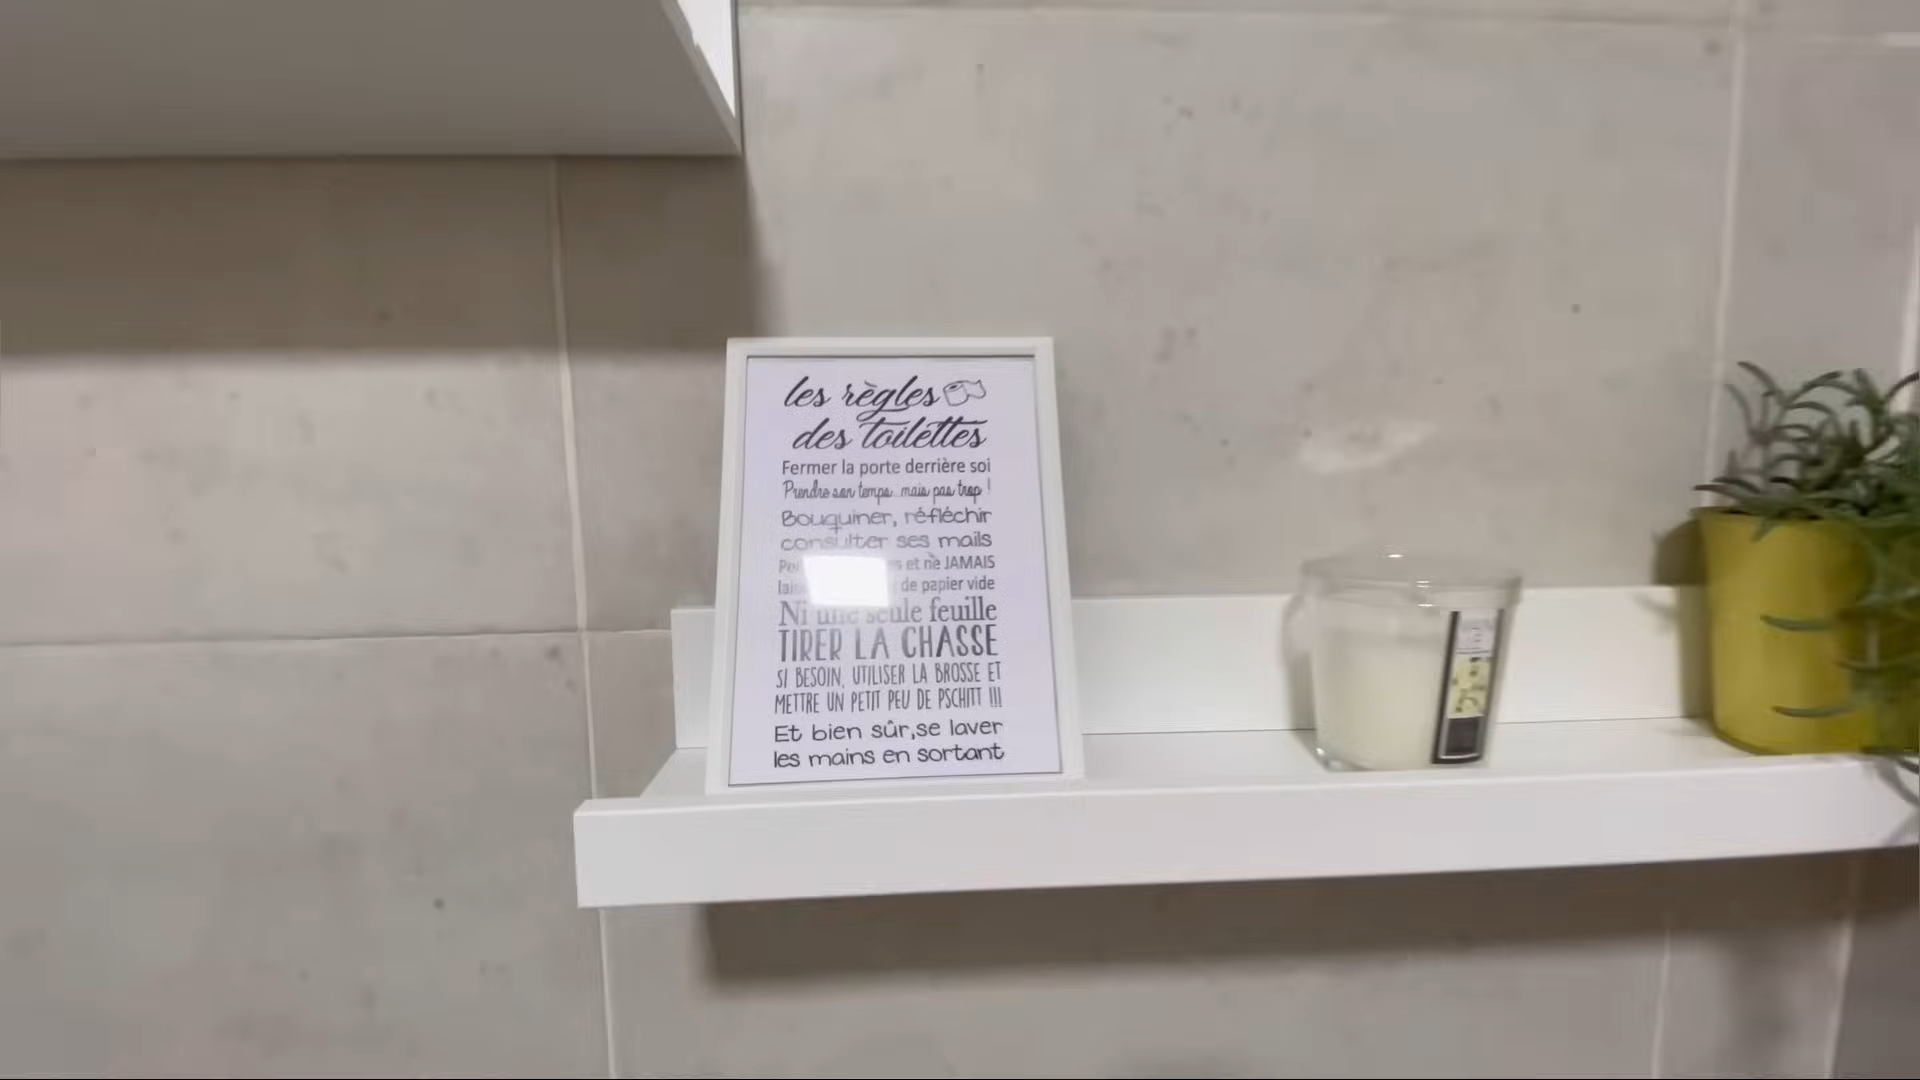 les règles
des toilettes
Fermer la porte derrière soi
Prendre son temps mais pas trop !
Bouquiner, réfléchir
consulter ses mails
et ne JAMAIS
de papier vide
Ni une seule feuille
TIRER LA CHASSE
SI BESOIN, UTILISER LA BROSSE ET
METTRE UN PETIT PEU DE PSCHITT !!!
Et bien sûr,se laver
les mains en sortant